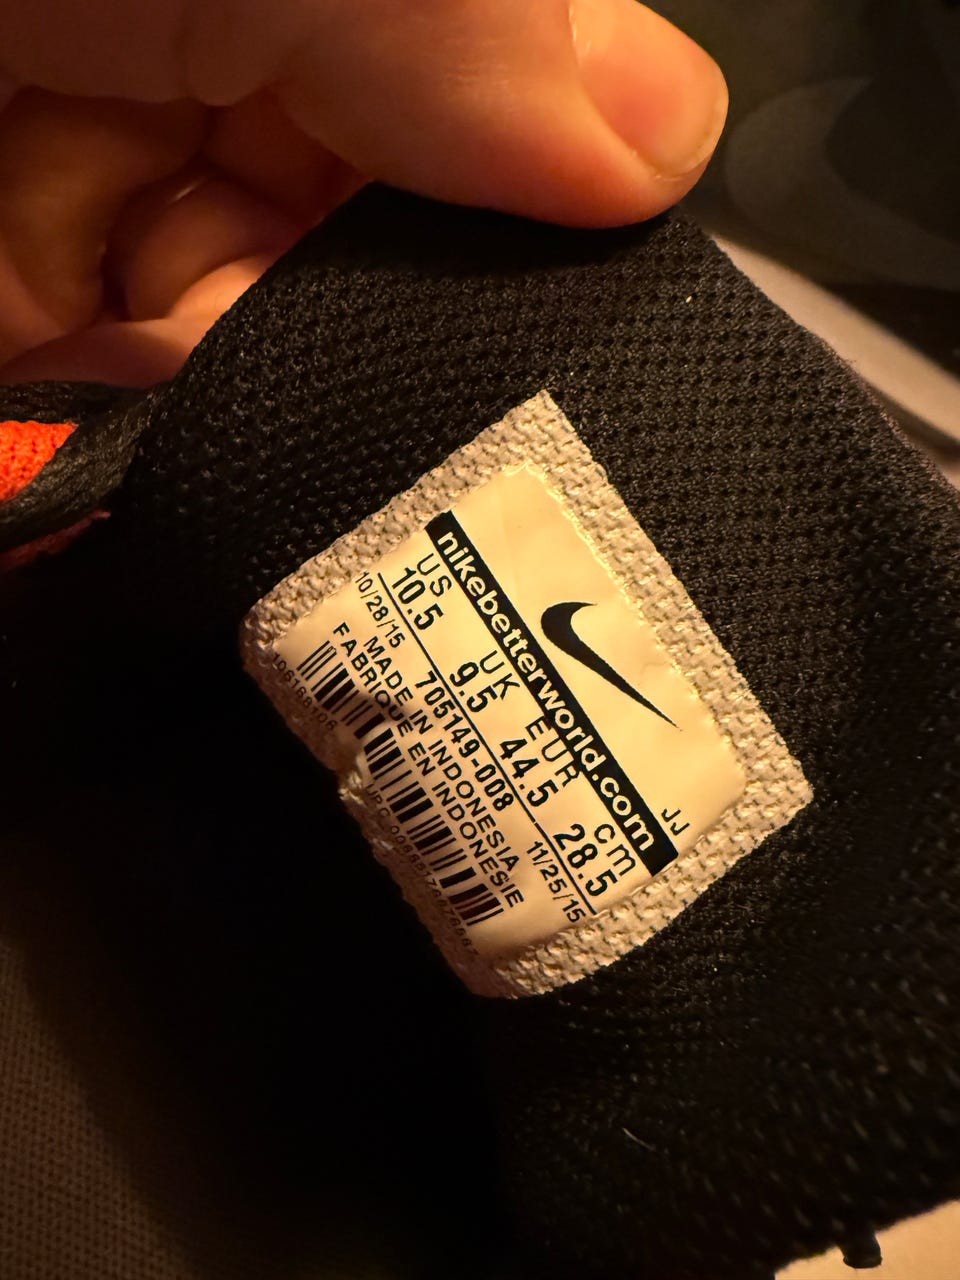 JJ
nikebetterworld.com
US UK EUR cm
10.5 9.5 44.5 28.5
10/28/15 705149-008 11/25/15
MADE IN INDONESIA
FABRIQUE EN INDONESIE